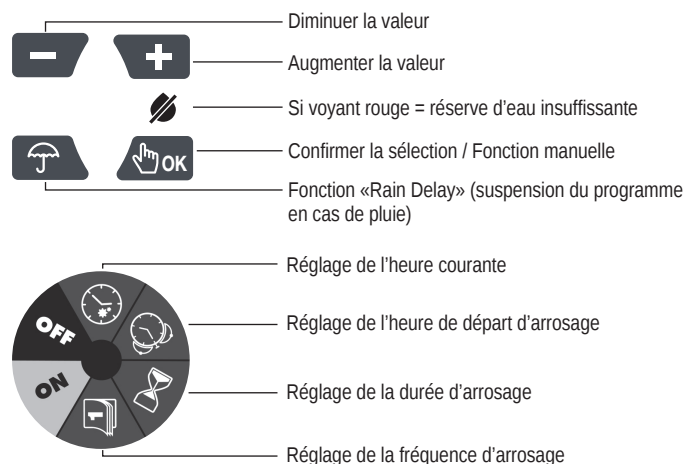 Diminuer la valeur
Augmenter la valeur
Si voyant rouge = réserve d'eau insuffissante
OK
Confirmer la sélection / Fonction manuelle
Fonction «Rain Delay» (suspension du programme
en cas de pluie)
Réglage de l'heure courante
OFF
Réglage de l'heure de départ d'arrosage
ON
Réglage de la durée d'arrosage
Réglage de la fréquence d'arrosage